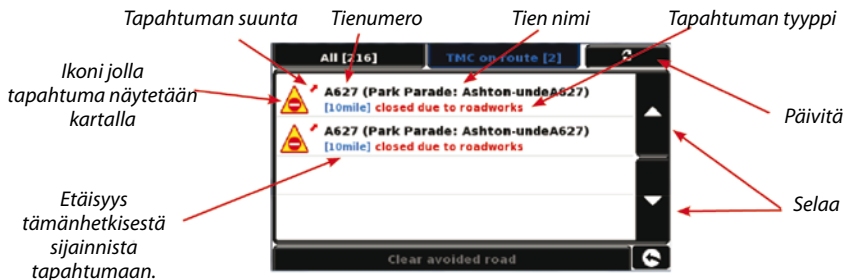 Tapahtuman suunta
Tienumero
Tien nimi
Tapahtuman tyyppi
Ikoni jolla
tapahtuma näytetään
kartalla
All [216]
TMC on route [2]
A627 (Park Parade: Ashton-undeA627)
[10mile] closed due to roadworks
A627 (Park Parade: Ashton-undeA627)
[10mile] closed due to roadworks
Päivitä
Selaa
Etäisyys
tämänhetkisestä
sijainnista
tapahtumaan.
Clear avoided road